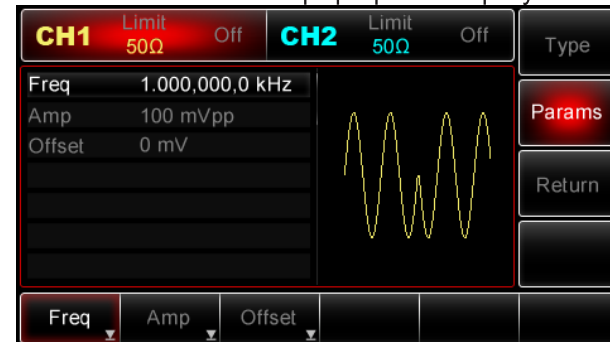 CH1 Limit 50Ω Off CH2 Limit 50Ω Off
Type
Freq 1.000,000,0 kHz
Amp 100 mVpp
Offset 0 mV
Params
Return
Freq Amp Offset